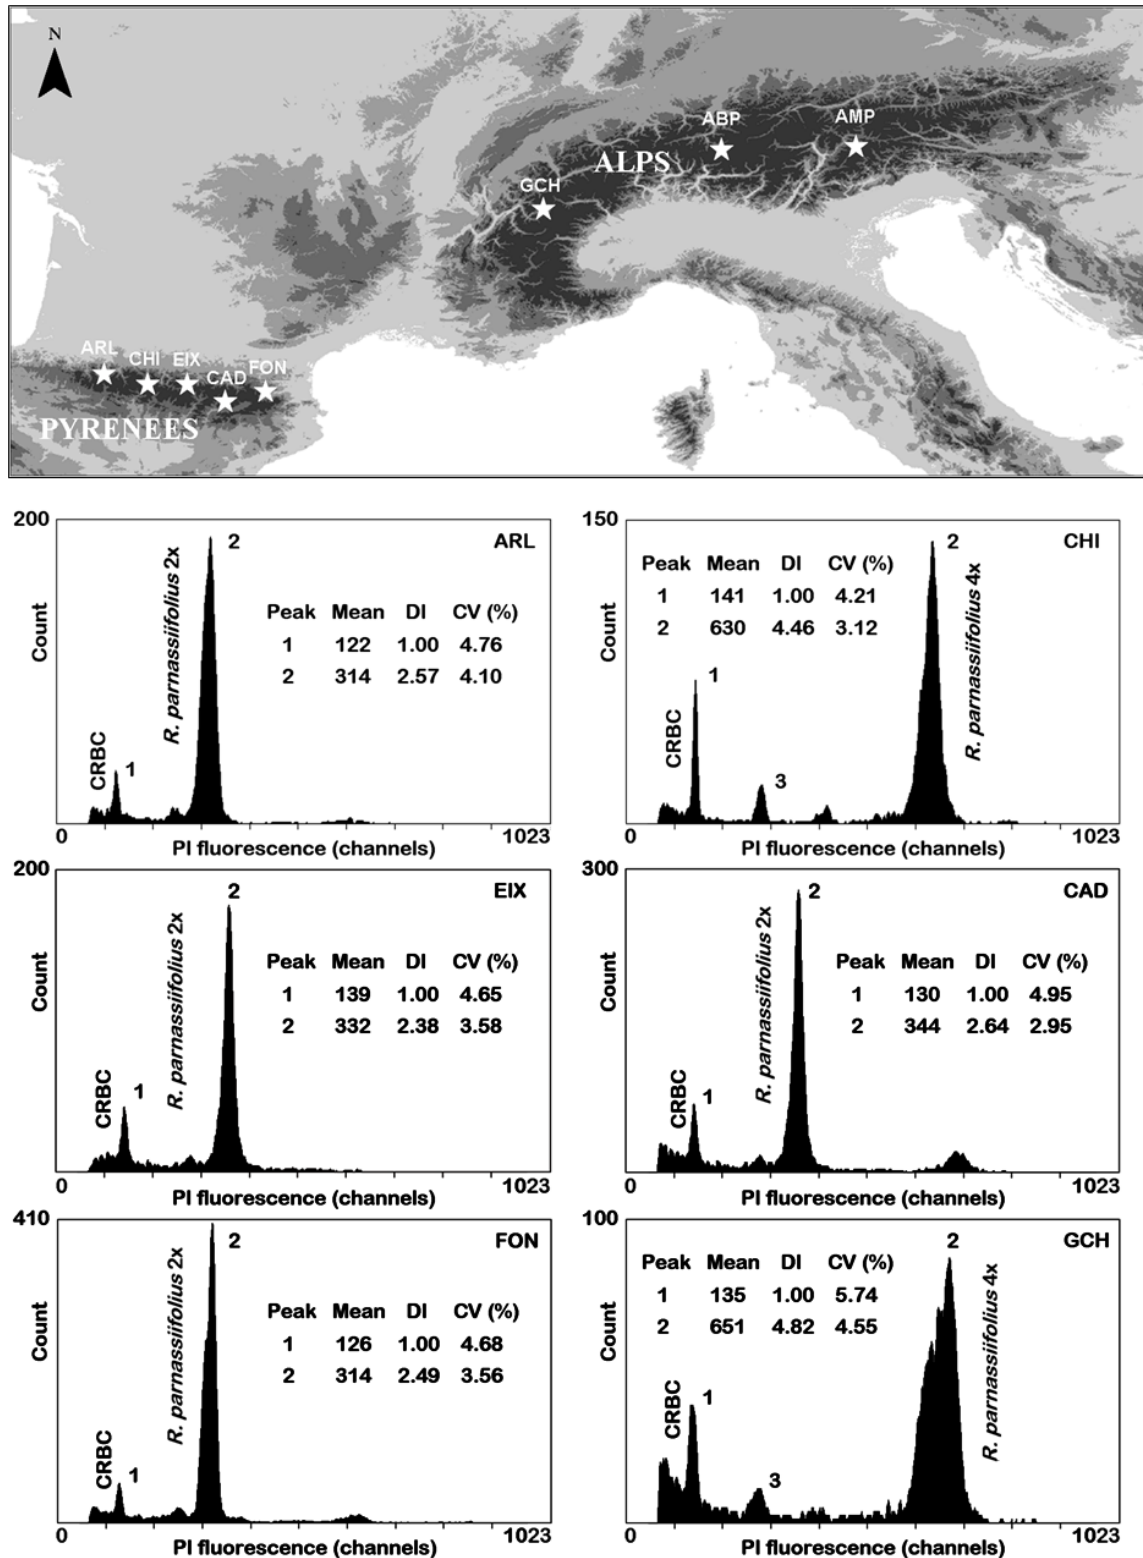 N
ABP
AMP
ALPS
GCH
ARL
CHI
EIX
CAD
FON
PYRENEES
200
2
ARL
R. parnassiifolius 2x
Peak Mean DI CV (%)
1 122 1.00 4.76
2 314 2.57 4.10
Count
CRBC
1
0
1023
PI fluorescence (channels)
150
2
CHI
Peak Mean DI CV (%)
1 141 1.00 4.21
2 630 4.46 3.12
R. parnassiifolius 4x
Count
CRBC
1
3
0
1023
PI fluorescence (channels)
200
2
EIX
R. parnassiifolius 2x
Peak Mean DI CV (%)
1 139 1.00 4.65
2 332 2.38 3.58
Count
CRBC
1
0
1023
PI fluorescence (channels)
300
2
CAD
R. parnassiifolius 2x
Peak Mean DI CV (%)
1 130 1.00 4.95
2 344 2.64 2.95
Count
CRBC
1
0
1023
PI fluorescence (channels)
410
2
FON
R. parnassiifolius 2x
Peak Mean DI CV (%)
1 126 1.00 4.68
2 314 2.49 3.56
Count
CRBC
1
0
1023
PI fluorescence (channels)
100
2
GCH
Peak Mean DI CV (%)
1 135 1.00 5.74
2 651 4.82 4.55
R. parnassiifolius 4x
Count
CRBC
1
3
0
1023
PI fluorescence (channels)